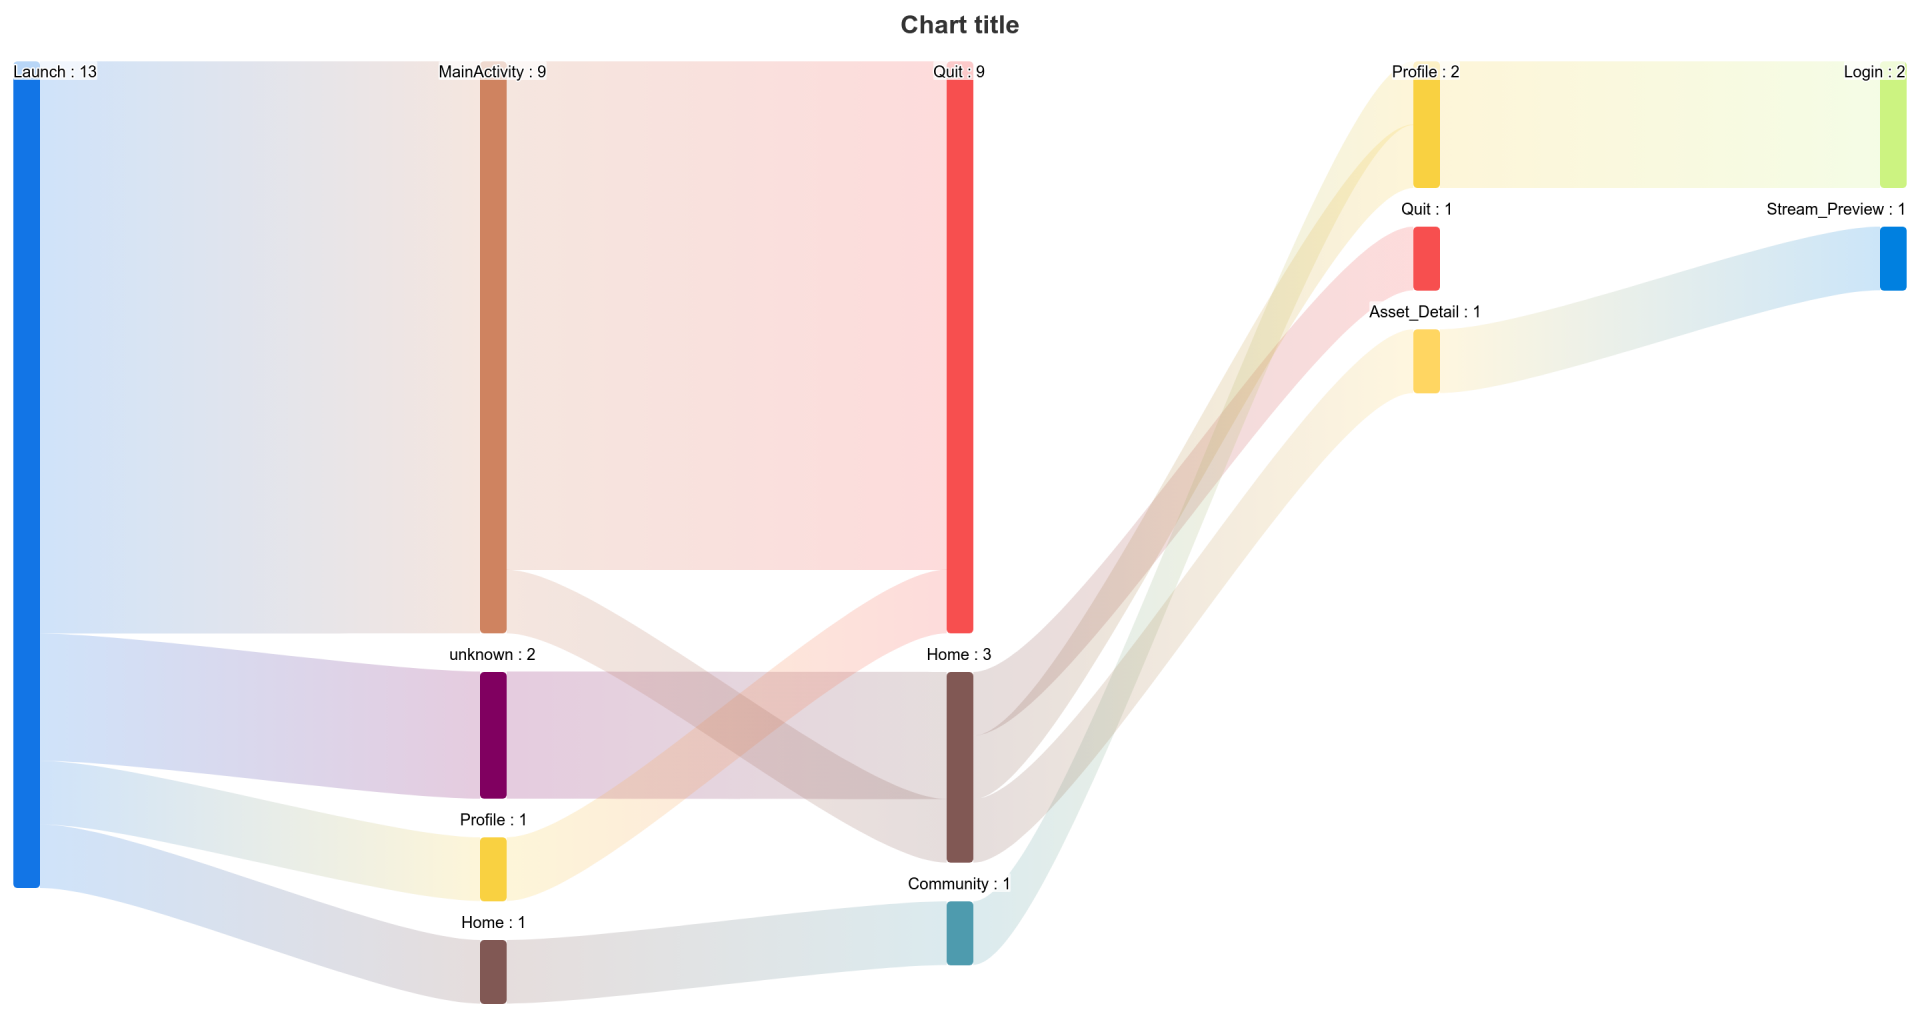 Chart title
Launch : 13
MainActivity : 9
Quit : 9
Profile : 2
Login : 2
Quit : 1
Stream_Preview : 1
Asset_Detail : 1
unknown : 2
Home : 3
Profile : 1
Community : 1
Home : 1